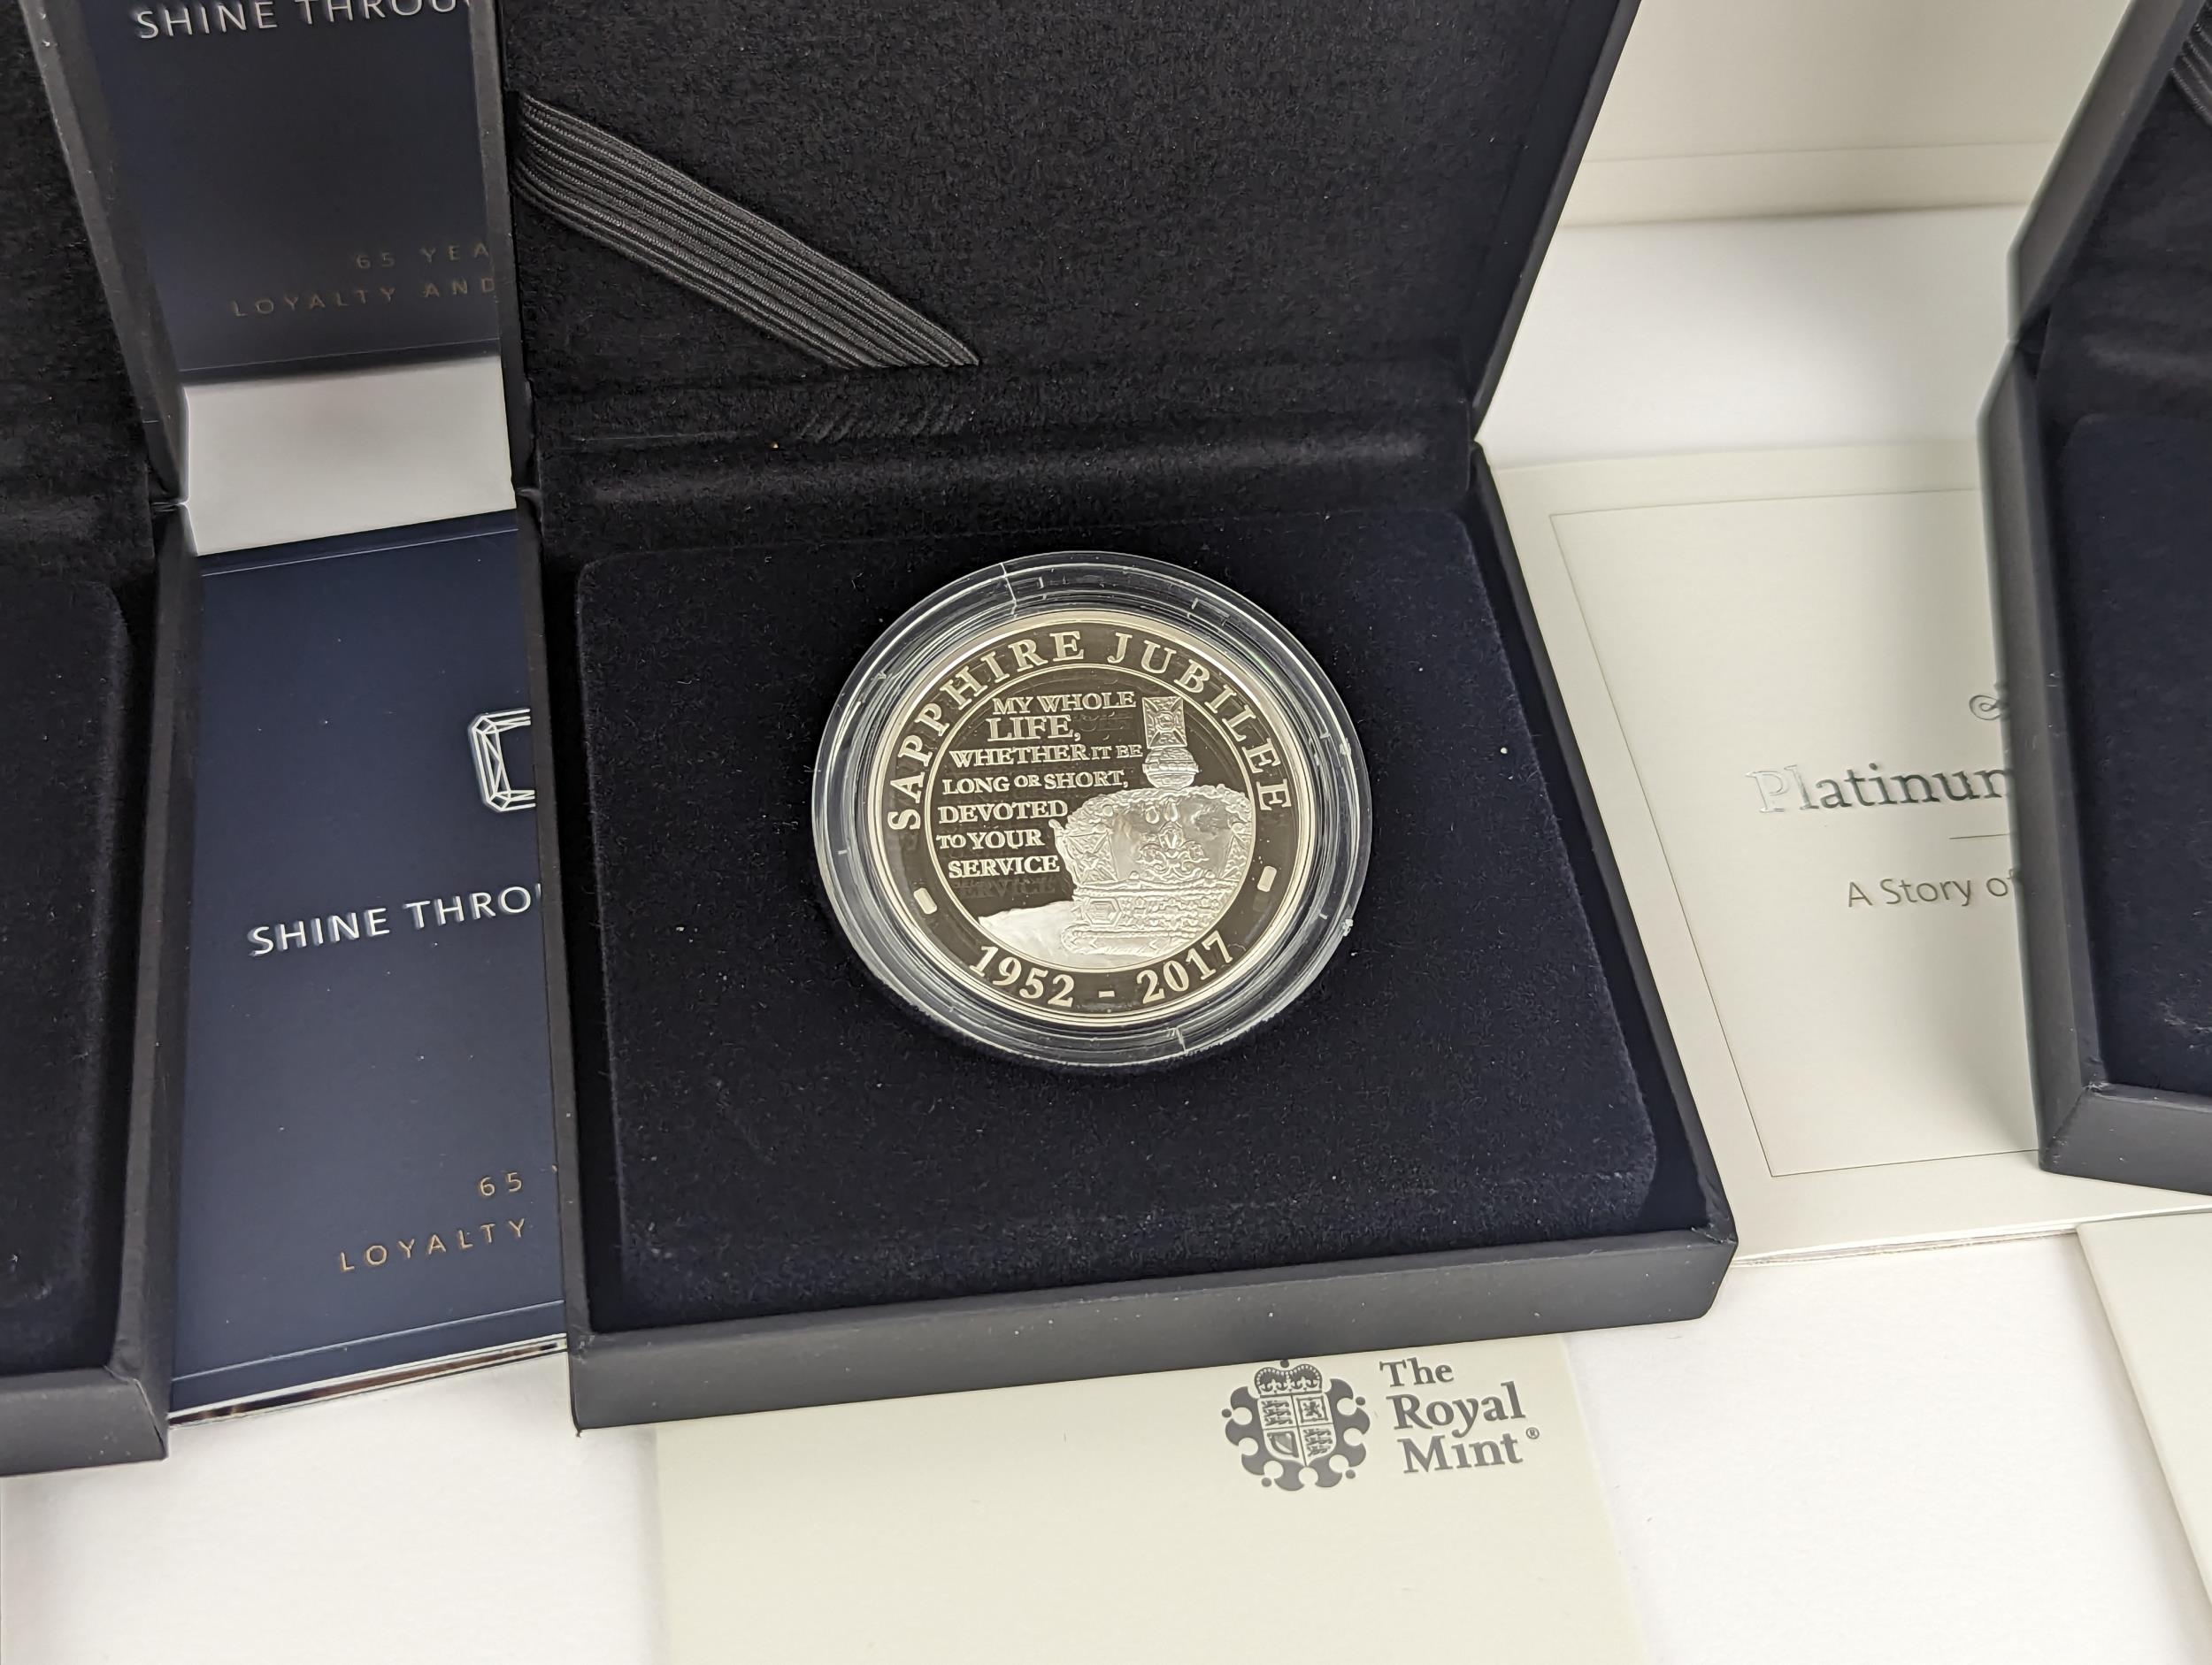 SHINE THROU
65 YEA
LOYALTY AND
SAPPHIRE JUBILEE
MY WHOLE
LIFE,
WHETHER IT BE
LONG OR SHORT,
DEVOTED
TO YOUR
SERVICE
1952 - 2017
SHINE THRO
65
LOYALTY
Platinum
A Story of
The
Royal
Mint®